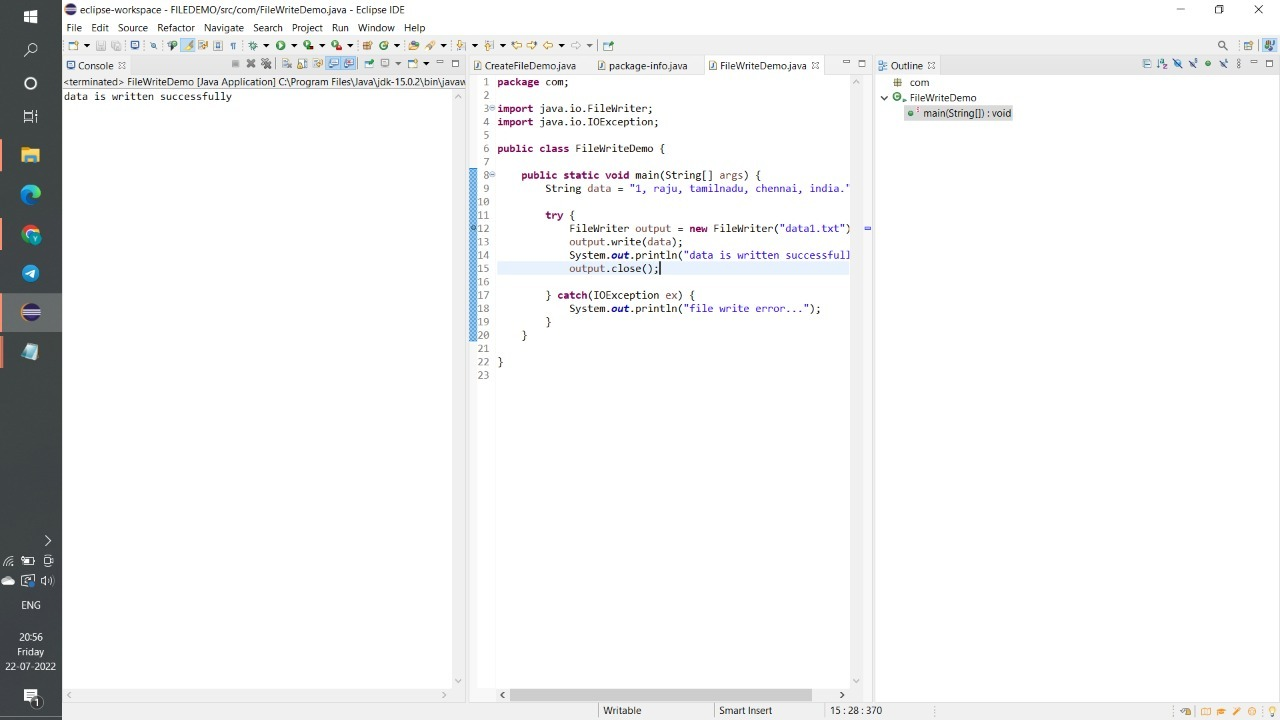 eclipse-workspace - FILEDEMO/src/com/FileWriteDemo.java - Eclipse IDE
File Edit Source Refactor Navigate Search Project Run Window Help
Console
<terminated> FileWriteDemo [Java Application] C:\Program Files\Java\jdk-15.0.2\bin\javaw
data is written successfully
CreateFileDemo.java package-info.java FileWriteDemo.java
1 package com;
2
3 import java.io.FileWriter;
4 import java.io.IOException;
5
6 public class FileWriteDemo {
7
8 public static void main(String[] args) {
9 String data = "1, raju, tamilnadu, chennai, india."
10
11 try {
12 FileWriter output = new FileWriter("data1.txt")
13 output.write(data);
14 System.out.println("data is written successfull
15 output.close();
16
17 } catch(IOException ex) {
18 System.out.println("file write error...");
19 }
20 }
21
22 }
23
Outline
com
FileWriteDemo
main(String[]) : void
ENG
20:56
Friday
22-07-2022
1
Writable Smart Insert 15 : 28 : 370